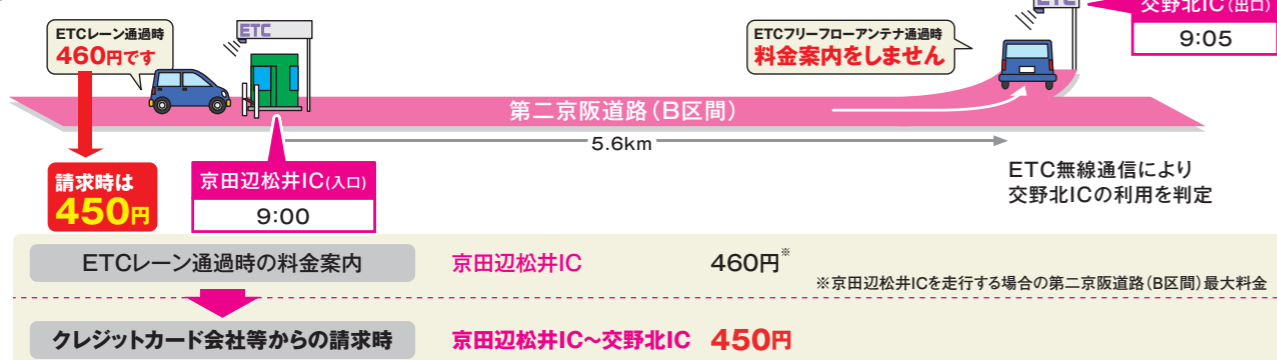 ETCレーン通過時
460円です
ETC
ETCフリーフローアンテナ通過時
料金案内をしません
ETC
交野北IC(出口)
9:05
第二京阪道路(B区間)
5.6km
請求時は
450円
京田辺松井IC(入口)
9:00
ETC無線通信により
交野北ICの利用を判定
ETCレーン通過時の料金案内 京田辺松井IC 460円※
※京田辺松井ICを走行する場合の第二京阪道路(B区間)最大料金
クレジットカード会社等からの請求時 京田辺松井IC~交野北IC 450円